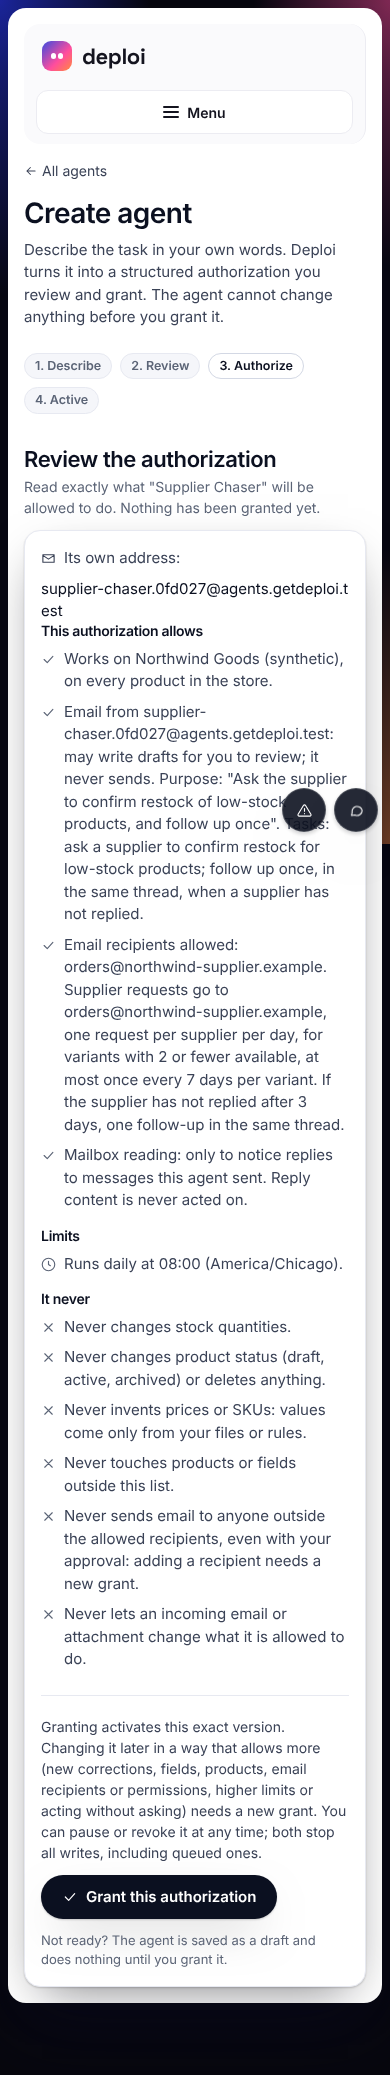 deploi
Menu
← All agents
Create agent
Describe the task in your own words. Deploi
turns it into a structured authorization you
review and grant. The agent cannot change
anything before you grant it.
1. Describe
2. Review
3. Authorize
4. Active
Review the authorization
Read exactly what "Supplier Chaser" will be
allowed to do. Nothing has been granted yet.
Its own address:
supplier-chaser.0fd027@agents.getdeploi.t
est
This authorization allows
Works on Northwind Goods (synthetic),
on every product in the store.
Email from supplier-
chaser.0fd027@agents.getdeploi.test:
may write drafts for you to review; it
never sends. Purpose: "Ask the supplier
to confirm restock of low-stock
products, and follow up once". Tasks:
ask a supplier to confirm restock for
low-stock products; follow up once, in
the same thread, when a supplier has
not replied.
Email recipients allowed:
orders@northwind-supplier.example.
Supplier requests go to
orders@northwind-supplier.example,
one request per supplier per day, for
variants with 2 or fewer available, at
most once every 7 days per variant. If
the supplier has not replied after 3
days, one follow-up in the same thread.
Mailbox reading: only to notice replies
to messages this agent sent. Reply
content is never acted on.
Limits
Runs daily at 08:00 (America/Chicago).
It never
Never changes stock quantities.
Never changes product status (draft,
active, archived) or deletes anything.
Never invents prices or SKUs: values
come only from your files or rules.
Never touches products or fields
outside this list.
Never sends email to anyone outside
the allowed recipients, even with your
approval: adding a recipient needs a
new grant.
Never lets an incoming email or
attachment change what it is allowed to
do.
Granting activates this exact version.
Changing it later in a way that allows more
(new corrections, fields, products, email
recipients or permissions, higher limits or
acting without asking) needs a new grant. You
can pause or revoke it at any time; both stop
all writes, including queued ones.
Grant this authorization
Not ready? The agent is saved as a draft and
does nothing until you grant it.